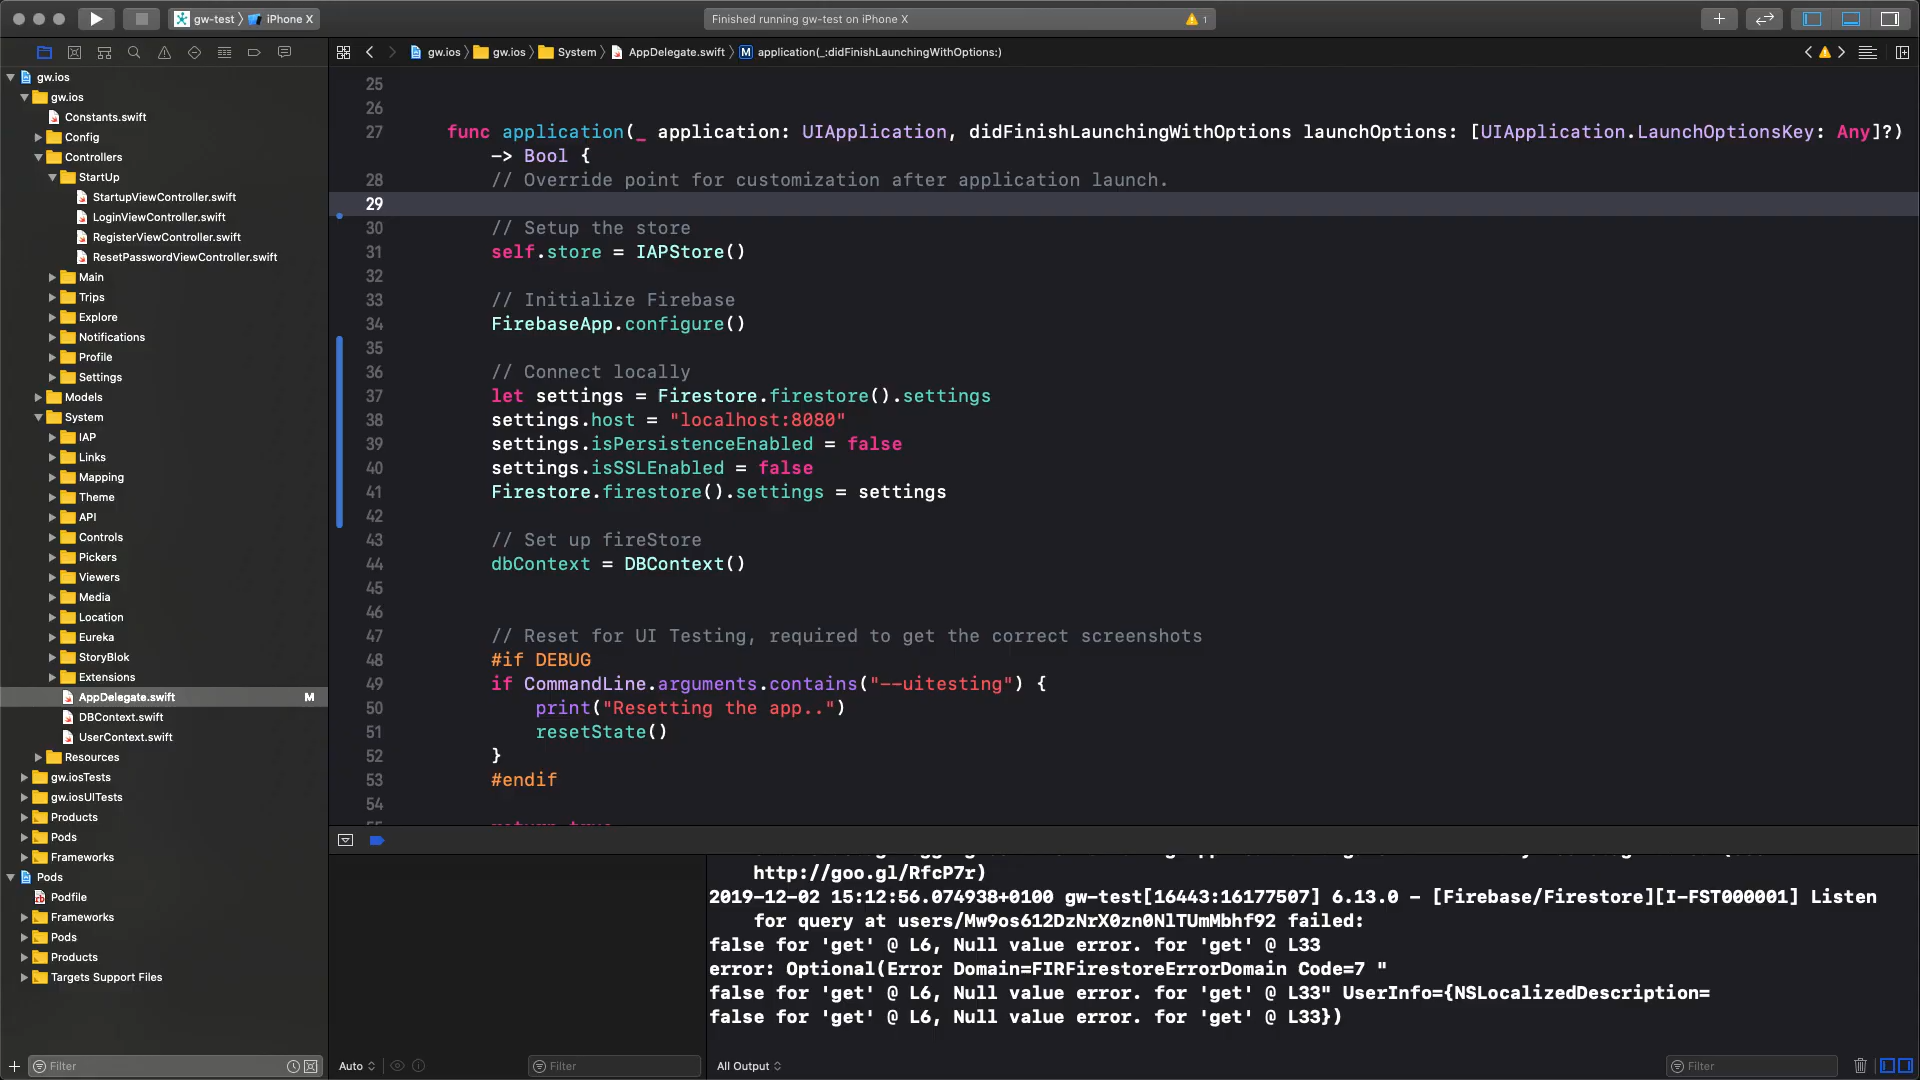 gw-test
iPhone X
Finished running gw-test on iPhone X
1
gw.ios
gw.ios
System
AppDelegate.swift
M
application(_:didFinishLaunchingWithOptions:)
gw.ios
gw.ios
Constants.swift
Config
Controllers
StartUp
StartupViewController.swift
LoginViewController.swift
RegisterViewController.swift
ResetPasswordViewController.swift
Main
Trips
Explore
Notifications
Profile
Settings
Models
System
IAP
Links
Mapping
Theme
API
Controls
Pickers
Viewers
Media
Location
Eureka
StoryBlok
Extensions
AppDelegate.swift M
DBContext.swift
UserContext.swift
Resources
gw.iosTests
gw.iosUITests
Products
Pods
Frameworks
Pods
Podfile
Frameworks
Pods
Products
Targets Support Files
Filter
25
26
27 func application(_ application: UIApplication, didFinishLaunchingWithOptions launchOptions: [UIApplication.LaunchOptionsKey: Any]?)
-> Bool {
28 // Override point for customization after application launch.
29
30 // Setup the store
31 self.store = IAPStore()
32
33 // Initialize Firebase
34 FirebaseApp.configure()
35
36 // Connect locally
37 let settings = Firestore.firestore().settings
38 settings.host = "localhost:8080"
39 settings.isPersistenceEnabled = false
40 settings.isSSLEnabled = false
41 Firestore.firestore().settings = settings
42
43 // Set up fireStore
44 dbContext = DBContext()
45
46
47 // Reset for UI Testing, required to get the correct screenshots
48 #if DEBUG
49 if CommandLine.arguments.contains("--uitesting") {
50 print("Resetting the app..")
51 resetState()
52 }
53 #endif
54
http://goo.gl/RfcP7r)
2019-12-02 15:12:56.074938+0100 gw-test[16443:16177507] 6.13.0 - [Firebase/Firestore][I-FST000001] Listen
for query at users/Mw9os612DzNrX0zn0NlTUmMbhf92 failed:
false for 'get' @ L6, Null value error. for 'get' @ L33
error: Optional(Error Domain=FIRFirestoreErrorDomain Code=7 "
false for 'get' @ L6, Null value error. for 'get' @ L33" UserInfo={NSLocalizedDescription=
false for 'get' @ L6, Null value error. for 'get' @ L33})
Auto
Filter
All Output
Filter